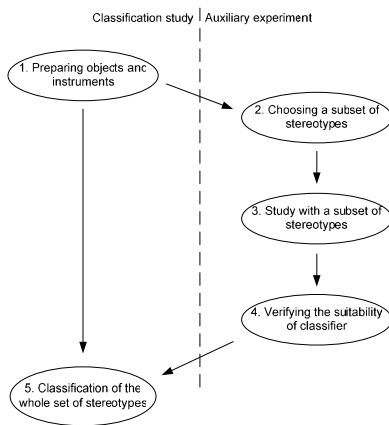 Classification study
Auxiliary experiment
1. Preparing objects and
instruments
2. Choosing a subset of
stereotypes
3. Study with a subset of
stereotypes
4. Verifying the suitability
of classifier
5. Classification of the
whole set of stereotypes